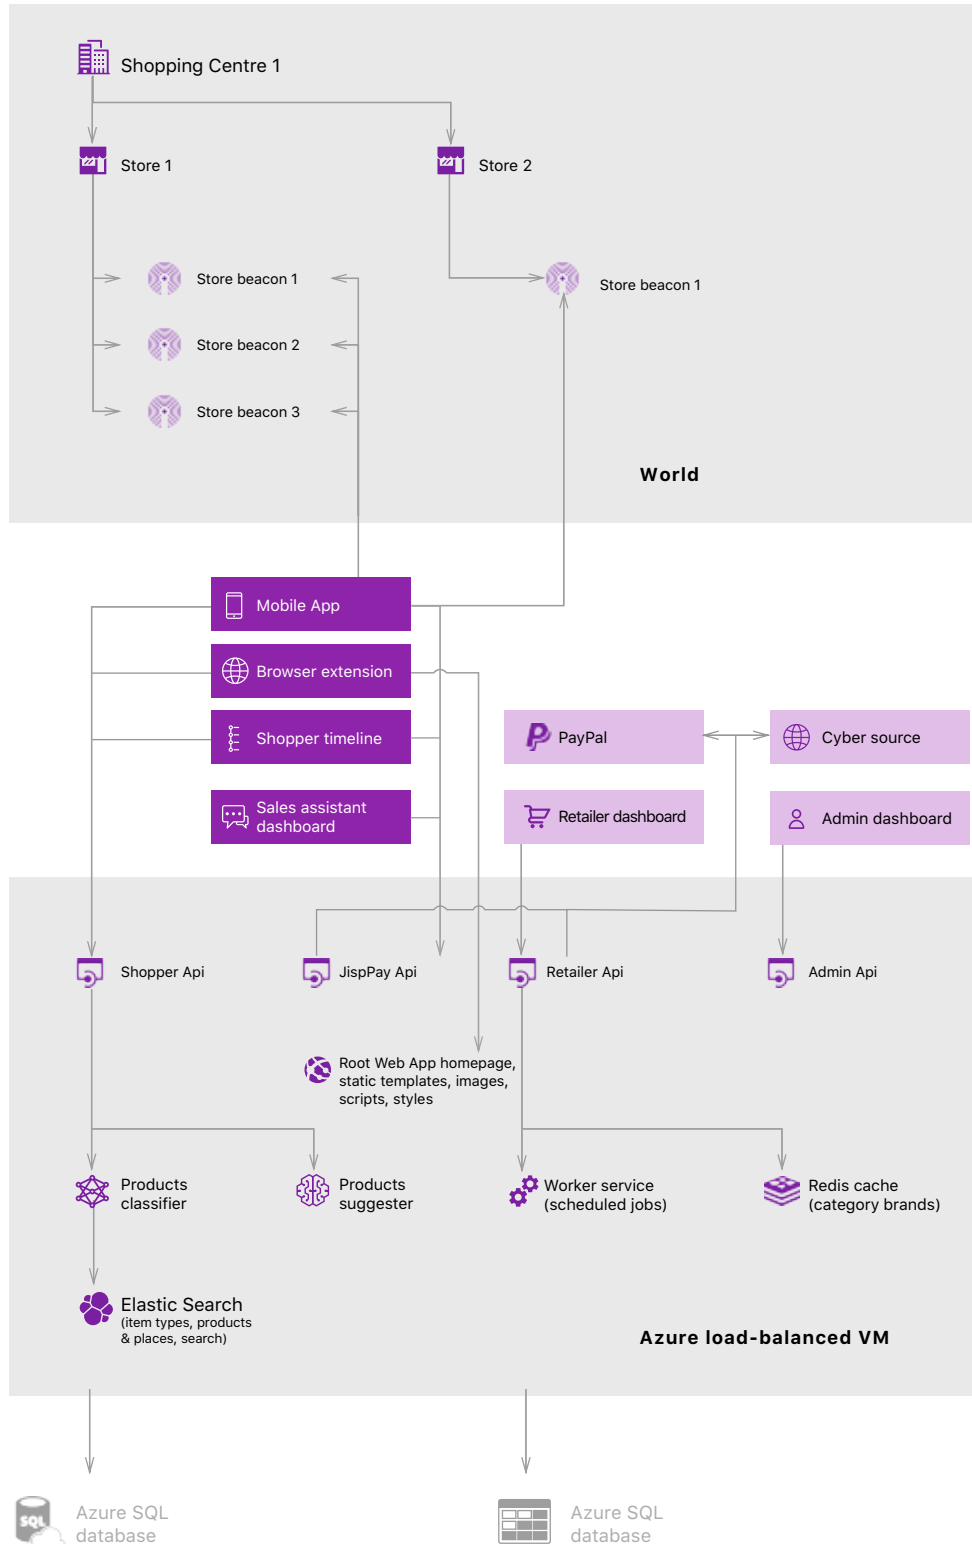 Shopping Centre 1
Store 1
Store 2
Store beacon 1
Store beacon 1
Store beacon 2
Store beacon 3
World
Mobile App
Browser extension
Shopper timeline
PayPal
Cyber source
Sales assistant
dashboard
Retailer dashboard
Admin dashboard
Shopper Api
JispPay Api
Retailer Api
Admin Api
Root Web App homepage,
static templates, images,
scripts, styles
Products
classifier
Products
suggester
Worker service
(scheduled jobs)
Redis cache
(category brands)
Elastic Search
(item types, products
& places, search)
Azure load-balanced VM
SQL
Azure SQL
database
Azure SQL
database